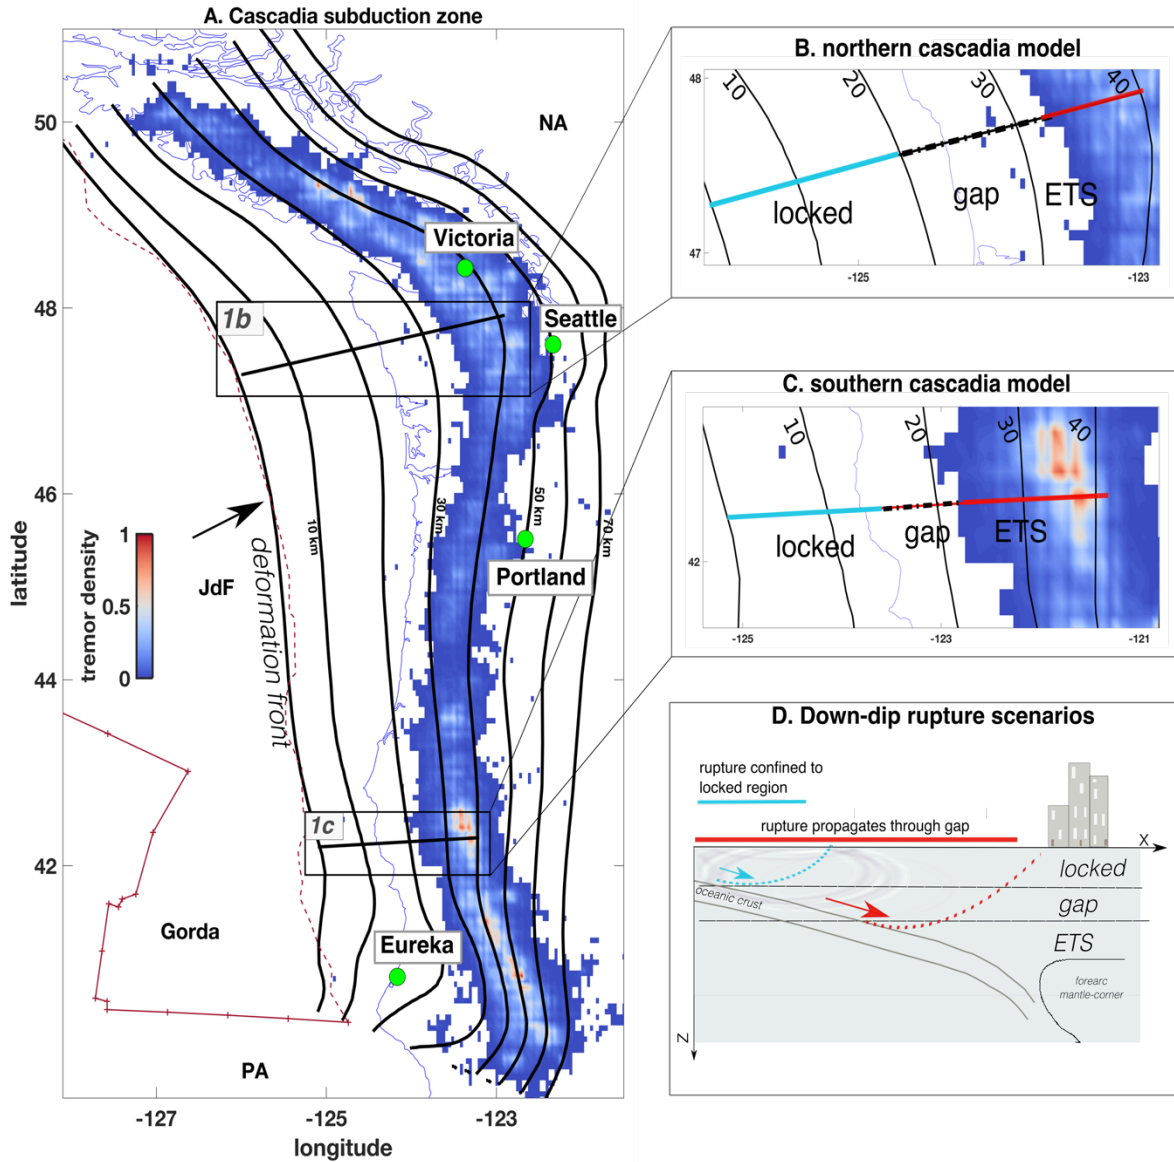 A. Cascadia subduction zone
50
48
46
44
42
latitude
-127
-125
-123
longitude
NA
Victoria
Seattle
1b
Portland
30 km
50 km
70 km
10 km
1
0.5
0
tremor density
JdF
deformation front
1c
Gorda
Eureka
PA
B. northern cascadia model
48
47
10
20
30
40
locked
gap
ETS
-125
-123
C. southern cascadia model
10
20
30
40
locked
gap
ETS
42
-125
-123
-121
D. Down-dip rupture scenarios
rupture confined to
locked region
rupture propagates through gap
X
locked
oceanic crust
gap
ETS
forearc
mantle-corner
Z